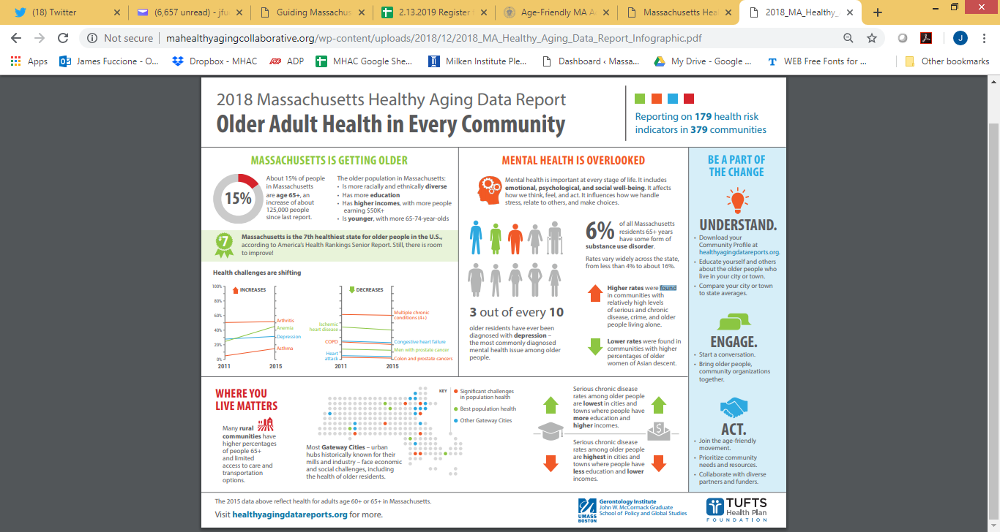 (18) Twitter
(6,657 unread) - jfu
Guiding Massachus
2.13.2019 Register
Age-Friendly MA A
Massachusetts Hea
2018_MA_Healthy_
Not secure | mahealthyagingcollaborative.org/wp-content/uploads/2018/12/2018_MA_Healthy_Aging_Data_Report_Infographic.pdf
J
Apps
James Fuccione - O...
Dropbox - MHAC
ADP
MHAC Google She...
Milken Institute Ple...
Dashboard ‹ Massa...
My Drive - Google ...
WEB Free Fonts for ...
Other bookmarks
2018 Massachusetts Healthy Aging Data Report
Older Adult Health in Every Community
Reporting on 179 health risk
indicators in 379 communities
MASSACHUSETTS IS GETTING OLDER
15%
About 15% of people
in Massachusetts
are age 65+, an
increase of about
125,000 people
since last report.
The older population in Massachusetts:
• Is more racially and ethnically diverse
• Has more education
• Has higher incomes, with more people
earning $50K+
• Is younger, with more 65-74-year-olds
#7
Massachusetts is the 7th healthiest state for older people in the U.S.,
according to America's Health Rankings Senior Report. Still, there is room
to improve!
Health challenges are shifting
100%
80%
60%
40%
20%
0%
INCREASES
Arthritis
Anemia
Depression
Asthma
2011
2015
DECREASES
Multiple chronic
conditions (4+)
Ischemic
heart disease
COPD
Congestive heart failure
Men with prostate cancer
Heart
attack
Colon and prostate cancers
2011
2015
MENTAL HEALTH IS OVERLOOKED
Mental health is important at every stage of life. It includes
emotional, psychological, and social well-being. It affects
how we think, feel, and act. It influences how we handle
stress, relate to others, and make choices.
3 out of every 10
older residents have ever been
diagnosed with depression –
the most commonly diagnosed
mental health issue among older
people.
6%
of all Massachusetts
residents 65+ years
have some form of
substance use disorder.
Rates vary widely across the state,
from less than 4% to about 16%.
Higher rates were found
in communities with
relatively high levels
of serious and chronic
disease, crime, and older
people living alone.
Lower rates were found in
communities with higher
percentages of older
women of Asian descent.
BE A PART OF
THE CHANGE
UNDERSTAND.
• Download your
Community Profile at
healthyagingdatareports.org.
• Educate yourself and others
about the older people who
live in your city or town.
• Compare your city or town
to state averages.
ENGAGE.
• Start a conversation.
• Bring older people,
community organizations
together.
ACT.
• Join the age-friendly
movement.
• Prioritize community
needs and resources.
• Collaborate with diverse
partners and funders.
WHERE YOU
LIVE MATTERS
Many rural
communities have
higher percentages
of people 65+
and limited
access to care and
transportation
options.
Most Gateway Cities – urban
hubs historically known for their
mills and industry – face economic
and social challenges, including
the health of older residents.
KEY
Significant challenges
in population health
Best population health
Other Gateway Cities
Serious chronic disease
rates among older people
are lowest in cities and
towns where people have
more education and
higher incomes.
$
Serious chronic disease
rates among older people
are highest in cities and
towns where people have
less education and lower
incomes.
The 2015 data above reflect health for adults age 60+ or 65+ in Massachusetts.
Visit healthyagingdatareports.org for more.
UMASS
BOSTON
Gerontology Institute
John W. McCormack Graduate
School of Policy and Global Studies
TUFTS
Health Plan
FOUNDATION